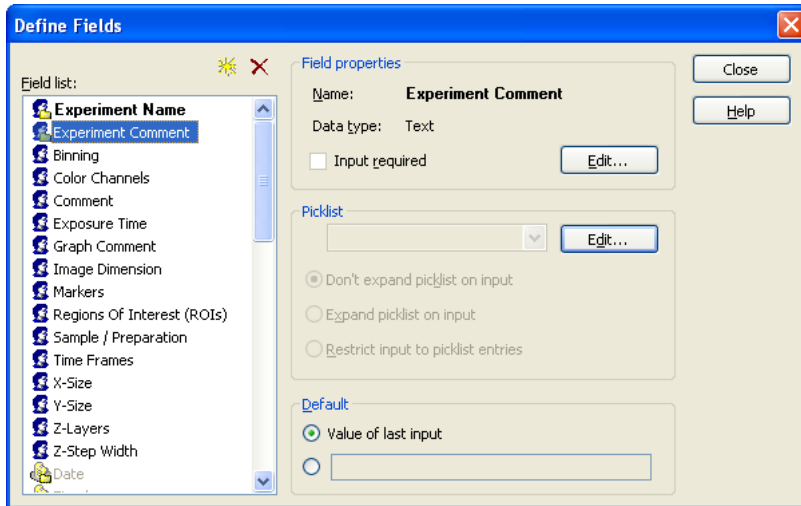 Define Fields
Field list:
Experiment Name
Experiment Comment
Binning
Color Channels
Comment
Exposure Time
Graph Comment
Image Dimension
Markers
Regions Of Interest (ROIs)
Sample / Preparation
Time Frames
X-Size
Y-Size
Z-Layers
Z-Step Width
Date
Field properties
Name: Experiment Comment
Data type: Text
Input required Edit...
Picklist
Edit...
Don't expand picklist on input
Expand picklist on input
Restrict input to picklist entries
Default
Value of last input
Close
Help